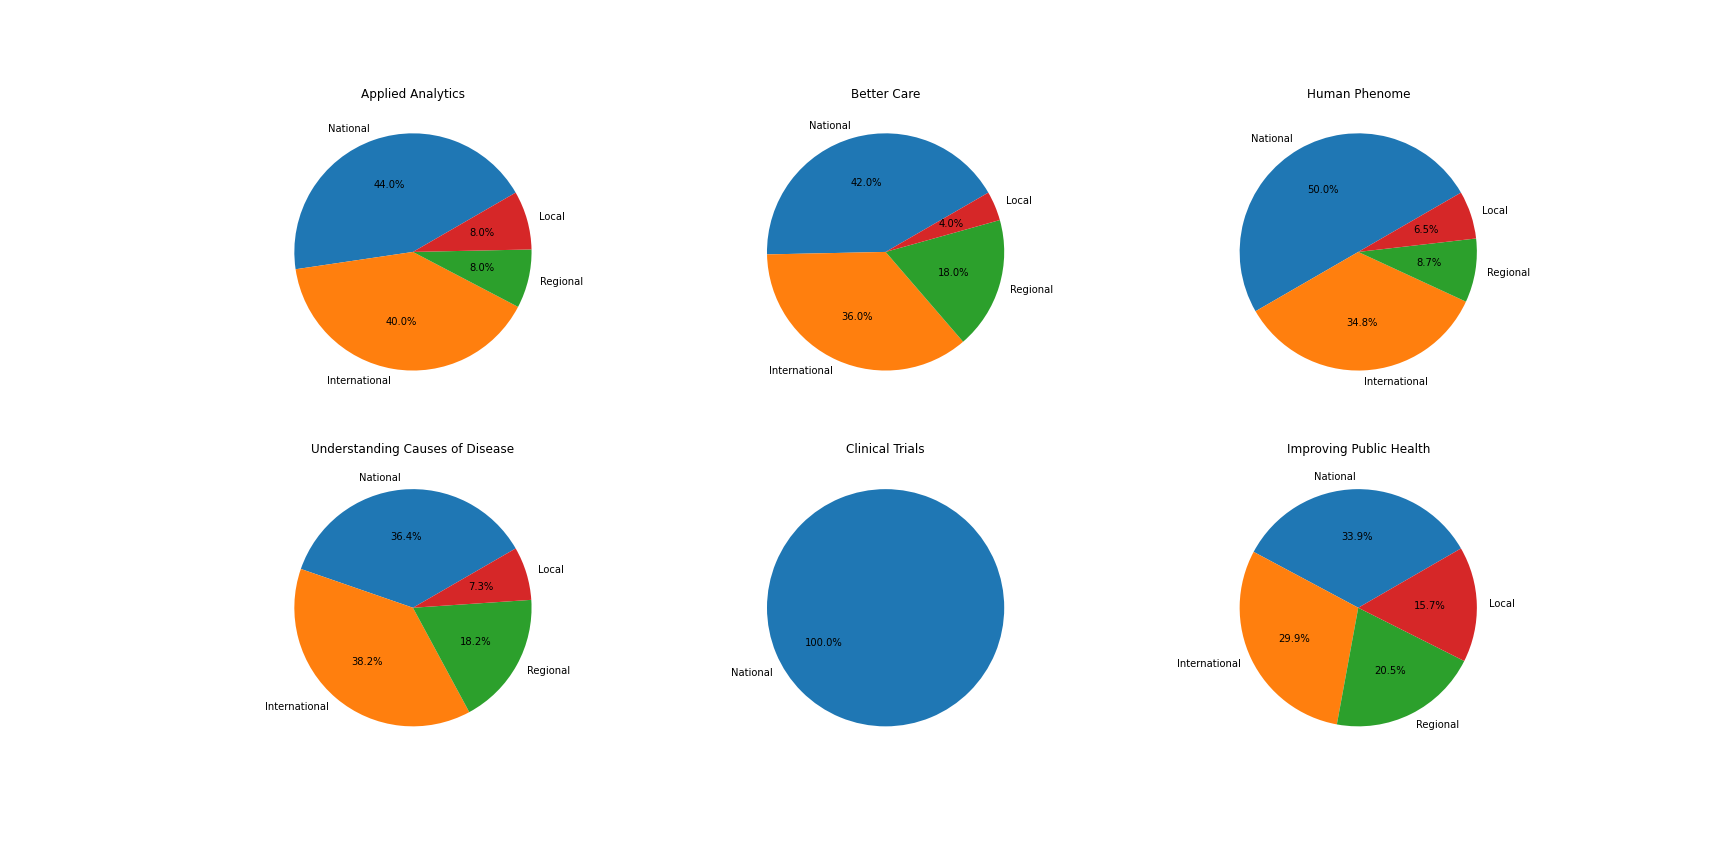 Applied Analytics
National
44.0%
Local
8.0%
8.0%
Regional
40.0%
International
Better Care
National
42.0%
Local
4.0%
18.0%
Regional
36.0%
International
Human Phenome
National
50.0%
Local
6.5%
8.7%
Regional
34.8%
International
Understanding Causes of Disease
National
36.4%
Local
7.3%
18.2%
Regional
38.2%
International
Clinical Trials
100.0%
National
Improving Public Health
National
33.9%
Local
15.7%
29.9%
International
20.5%
Regional